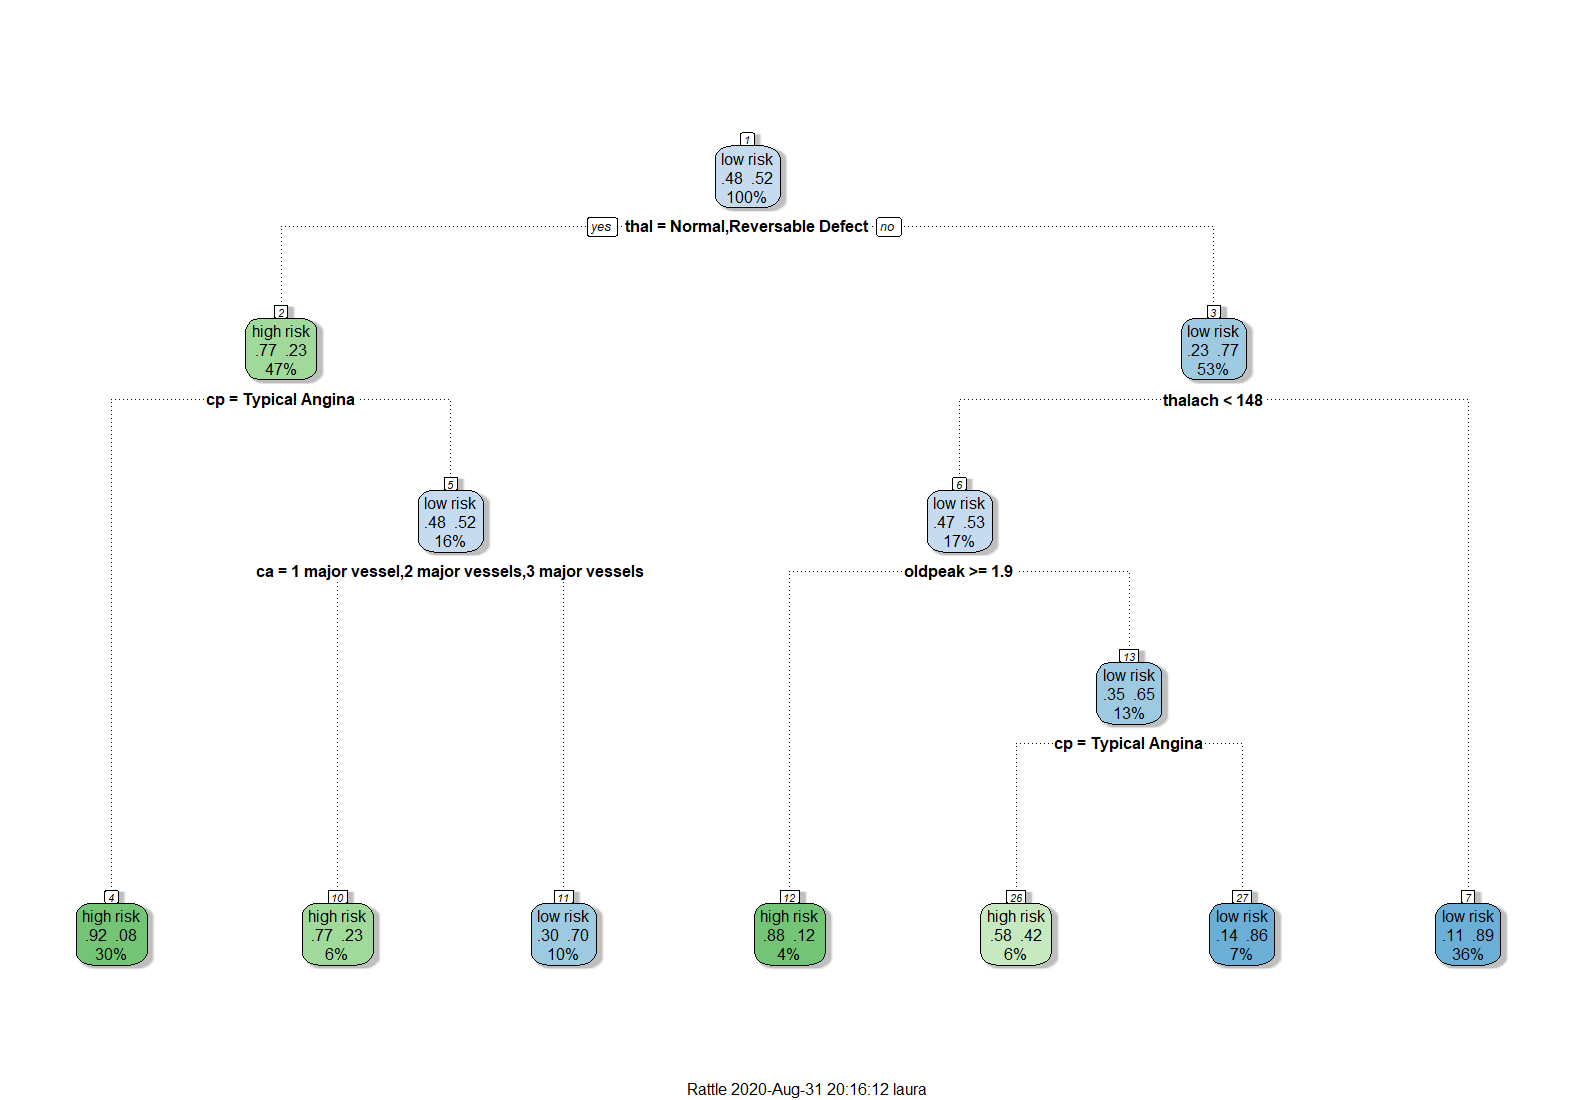 1
low risk
.48 .52
100%
yes thal = Normal,Reversable Defect no
2
high risk
.77 .23
47%
3
low risk
.23 .77
53%
cp = Typical Angina
thalach < 148
5
low risk
.48 .52
16%
6
low risk
.47 .53
17%
ca = 1 major vessel,2 major vessels,3 major vessels
oldpeak >= 1.9
13
low risk
.35 .65
13%
cp = Typical Angina
4
high risk
.92 .08
30%
10
high risk
.77 .23
6%
11
low risk
.30 .70
10%
12
high risk
.88 .12
4%
26
high risk
.58 .42
6%
27
low risk
.14 .86
7%
7
low risk
.11 .89
36%
Rattle 2020-Aug-31 20:16:12 laura